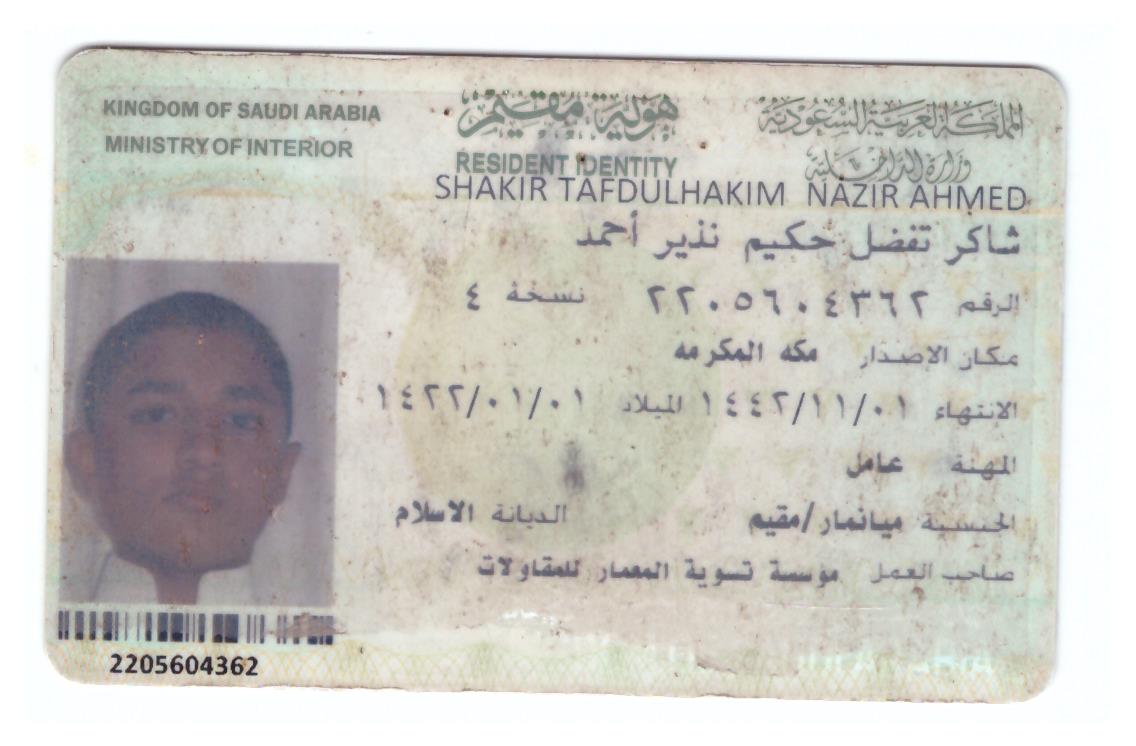 KINGDOM OF SAUDI ARABIA
MINISTRY OF INTERIOR
هوية مقيم
RESIDENT IDENTITY
المملكة العربية السعودية
وزارة الداخلية
SHAKIR TAFDULHAKIM NAZIR AHMED
شاكر تفضل حكيم نذير أحمد
الرقم ٢٢٠٥٦٠٤٣٦٢ نسخة ٤
مكان الاصدار مكه المكرمه
الانتهاء ١٤٤٢/١١/٠١ الميلاد ١٤٢٢/٠١/٠١
المهنة عامل
الجنسية ميانمار/مقيم الديانة الاسلام
صاحب العمل موسسة تسوية المعمار للمقاولات
2205604362